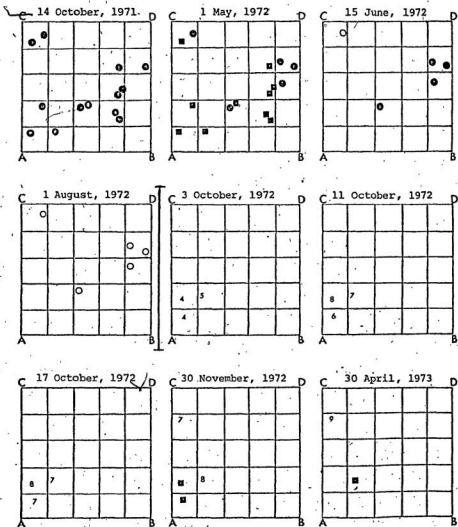 14 October, 1971
1 May, 1972
15 June, 1972
C D C D C D
A B A B A B
1 August, 1972
3 October, 1972
11 October, 1972
C D C D C D
4 5
4
8 7
6
A B A B A B
17 October, 1972
30 November, 1972
30 April, 1973
C D C D C D
8 7
7
7
8
9
A B A B A B